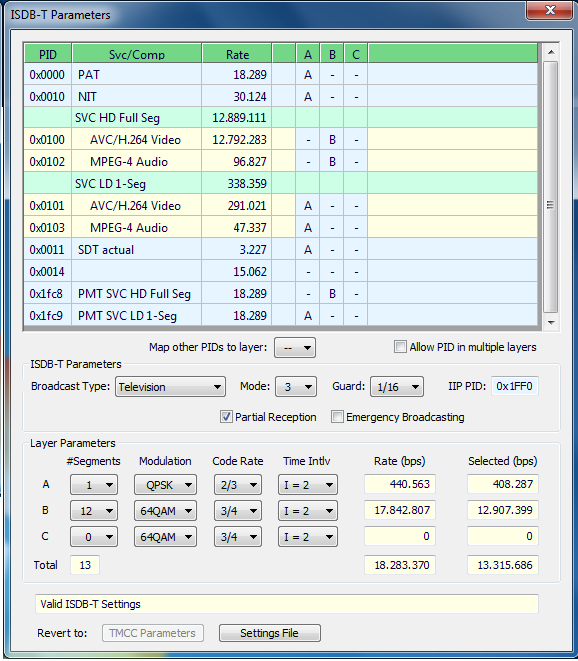 ISDB-T Parameters
PID Svc/Comp Rate A B C
0x0000 PAT 18.289 A - -
0x0010 NIT 30.124 A - -
SVC HD Full Seg 12.889.111
0x0100 AVC/H.264 Video 12.792.283 - B -
0x0102 MPEG-4 Audio 96.827 - B -
SVC LD 1-Seg 338.359
0x0101 AVC/H.264 Video 291.021 A - -
0x0103 MPEG-4 Audio 47.337 A - -
0x0011 SDT actual 3.227 A - -
0x0014 15.062 - - -
0x1fc8 PMT SVC HD Full Seg 18.289 - B -
0x1fc9 PMT SVC LD 1-Seg 18.289 A - -
Map other PIDs to layer: -- Allow PID in multiple layers
ISDB-T Parameters
Broadcast Type: Television Mode: 3 Guard: 1/16 IIP PID: 0x1FF0
Partial Reception Emergency Broadcasting
Layer Parameters
#Segments Modulation Code Rate Time Intlv Rate (bps) Selected (bps)
A 1 QPSK 2/3 I = 2 440.563 408.287
B 12 64QAM 3/4 I = 2 17.842.807 12.907.399
C 0 64QAM 3/4 I = 2 0 0
Total 13 18.283.370 13.315.686
Valid ISDB-T Settings
Revert to: TMCC Parameters Settings File